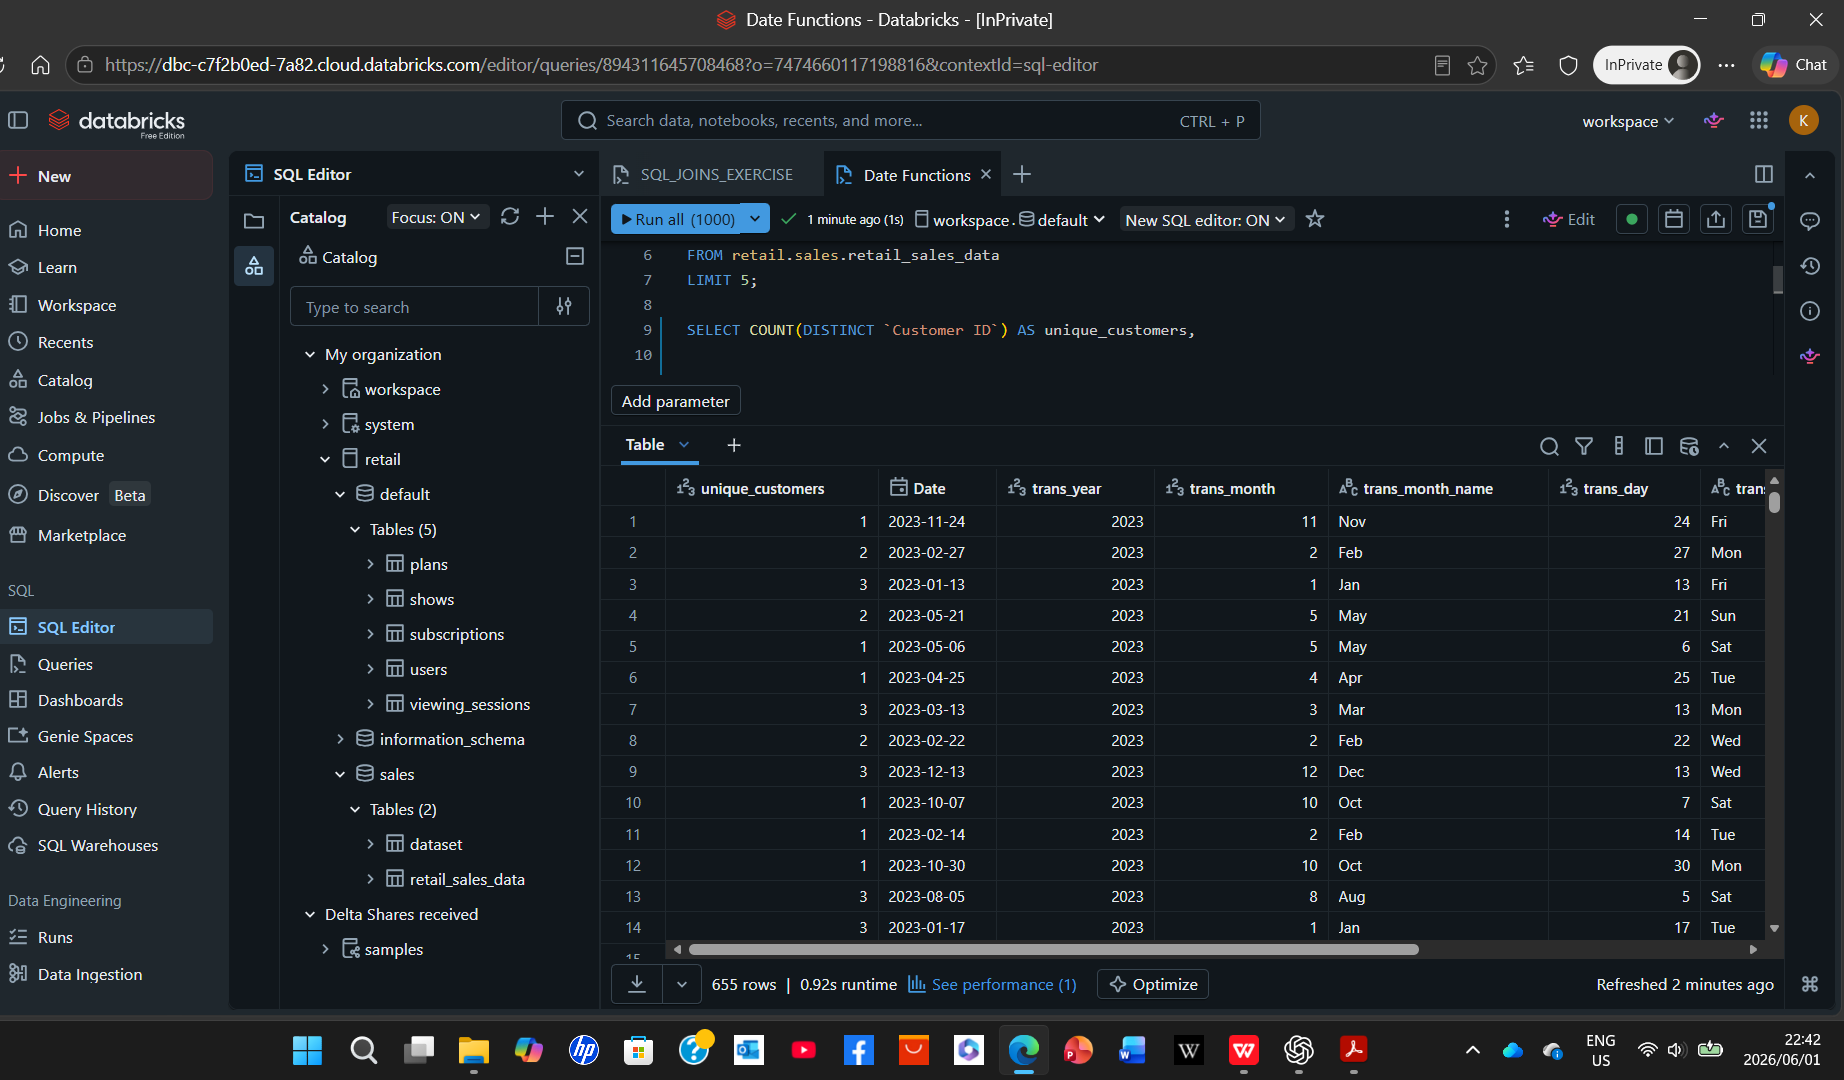 Date Functions - Databricks - [InPrivate]
https://dbc-c7f2b0ed-7a82.cloud.databricks.com/editor/queries/894311645708468?o=7474660117198816&contextId=sql-editor
InPrivate
Chat
databricks
Free Edition
Search data, notebooks, recents, and more...
CTRL + P
workspace
K
New
Home
Learn
Workspace
Recents
Catalog
Jobs & Pipelines
Compute
Discover Beta
Marketplace
SQL
SQL Editor
Queries
Dashboards
Genie Spaces
Alerts
Query History
SQL Warehouses
Data Engineering
Runs
Data Ingestion
SQL Editor
Catalog
Focus: ON
Catalog
Type to search
My organization
workspace
system
retail
default
Tables (5)
plans
shows
subscriptions
users
viewing_sessions
information_schema
sales
Tables (2)
dataset
retail_sales_data
Delta Shares received
samples
SQL_JOINS_EXERCISE
Date Functions
Run all (1000)
1 minute ago (1s)
workspace . default
New SQL editor: ON
Edit
6 FROM retail.sales.retail_sales_data
7 LIMIT 5;
8
9 SELECT COUNT(DISTINCT `Customer ID`) AS unique_customers,
10
Add parameter
Table
unique_customers Date trans_year trans_month trans_month_name trans_day tran
1 1 2023-11-24 2023 11 Nov 24 Fri
2 2 2023-02-27 2023 2 Feb 27 Mon
3 3 2023-01-13 2023 1 Jan 13 Fri
4 2 2023-05-21 2023 5 May 21 Sun
5 1 2023-05-06 2023 5 May 6 Sat
6 1 2023-04-25 2023 4 Apr 25 Tue
7 3 2023-03-13 2023 3 Mar 13 Mon
8 2 2023-02-22 2023 2 Feb 22 Wed
9 3 2023-12-13 2023 12 Dec 13 Wed
10 1 2023-10-07 2023 10 Oct 7 Sat
11 1 2023-02-14 2023 2 Feb 14 Tue
12 1 2023-10-30 2023 10 Oct 30 Mon
13 3 2023-08-05 2023 8 Aug 5 Sat
14 3 2023-01-17 2023 1 Jan 17 Tue
15
655 rows | 0.92s runtime
See performance (1)
Optimize
Refreshed 2 minutes ago
ENG
US
22:42
2026/06/01